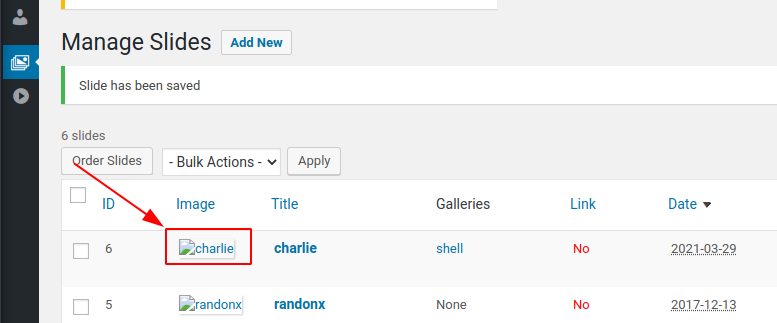 Manage Slides Add New
Slide has been saved
6 slides
Order Slides - Bulk Actions - Apply
ID Image Title Galleries Link Date
6 charlie charlie shell No 2021-03-29
5 randonx randonx None No 2017-12-13